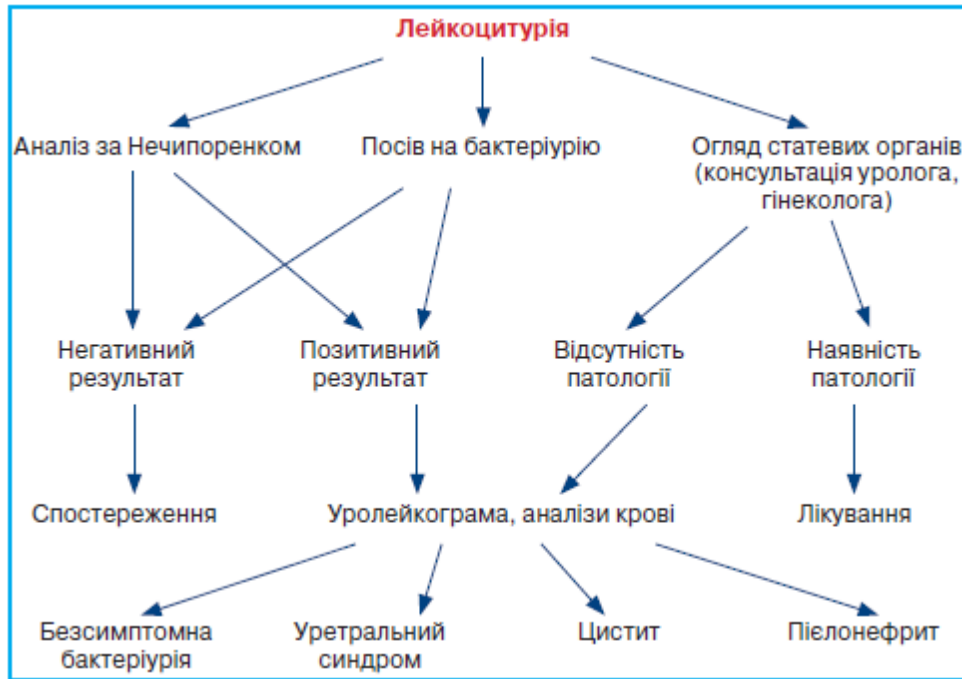 Лейкоцитурія
Аналіз за Нечипоренком
Посів на бактеріурію
Огляд статевих органів
(консультація уролога,
гінеколога)
Негативний
результат
Позитивний
результат
Відсутність
патології
Наявність
патології
Спостереження
Уролейкограма, аналізи крові
Лікування
Безсимптомна
бактеріурія
Уретральний
синдром
Цистит
Пієлонефрит